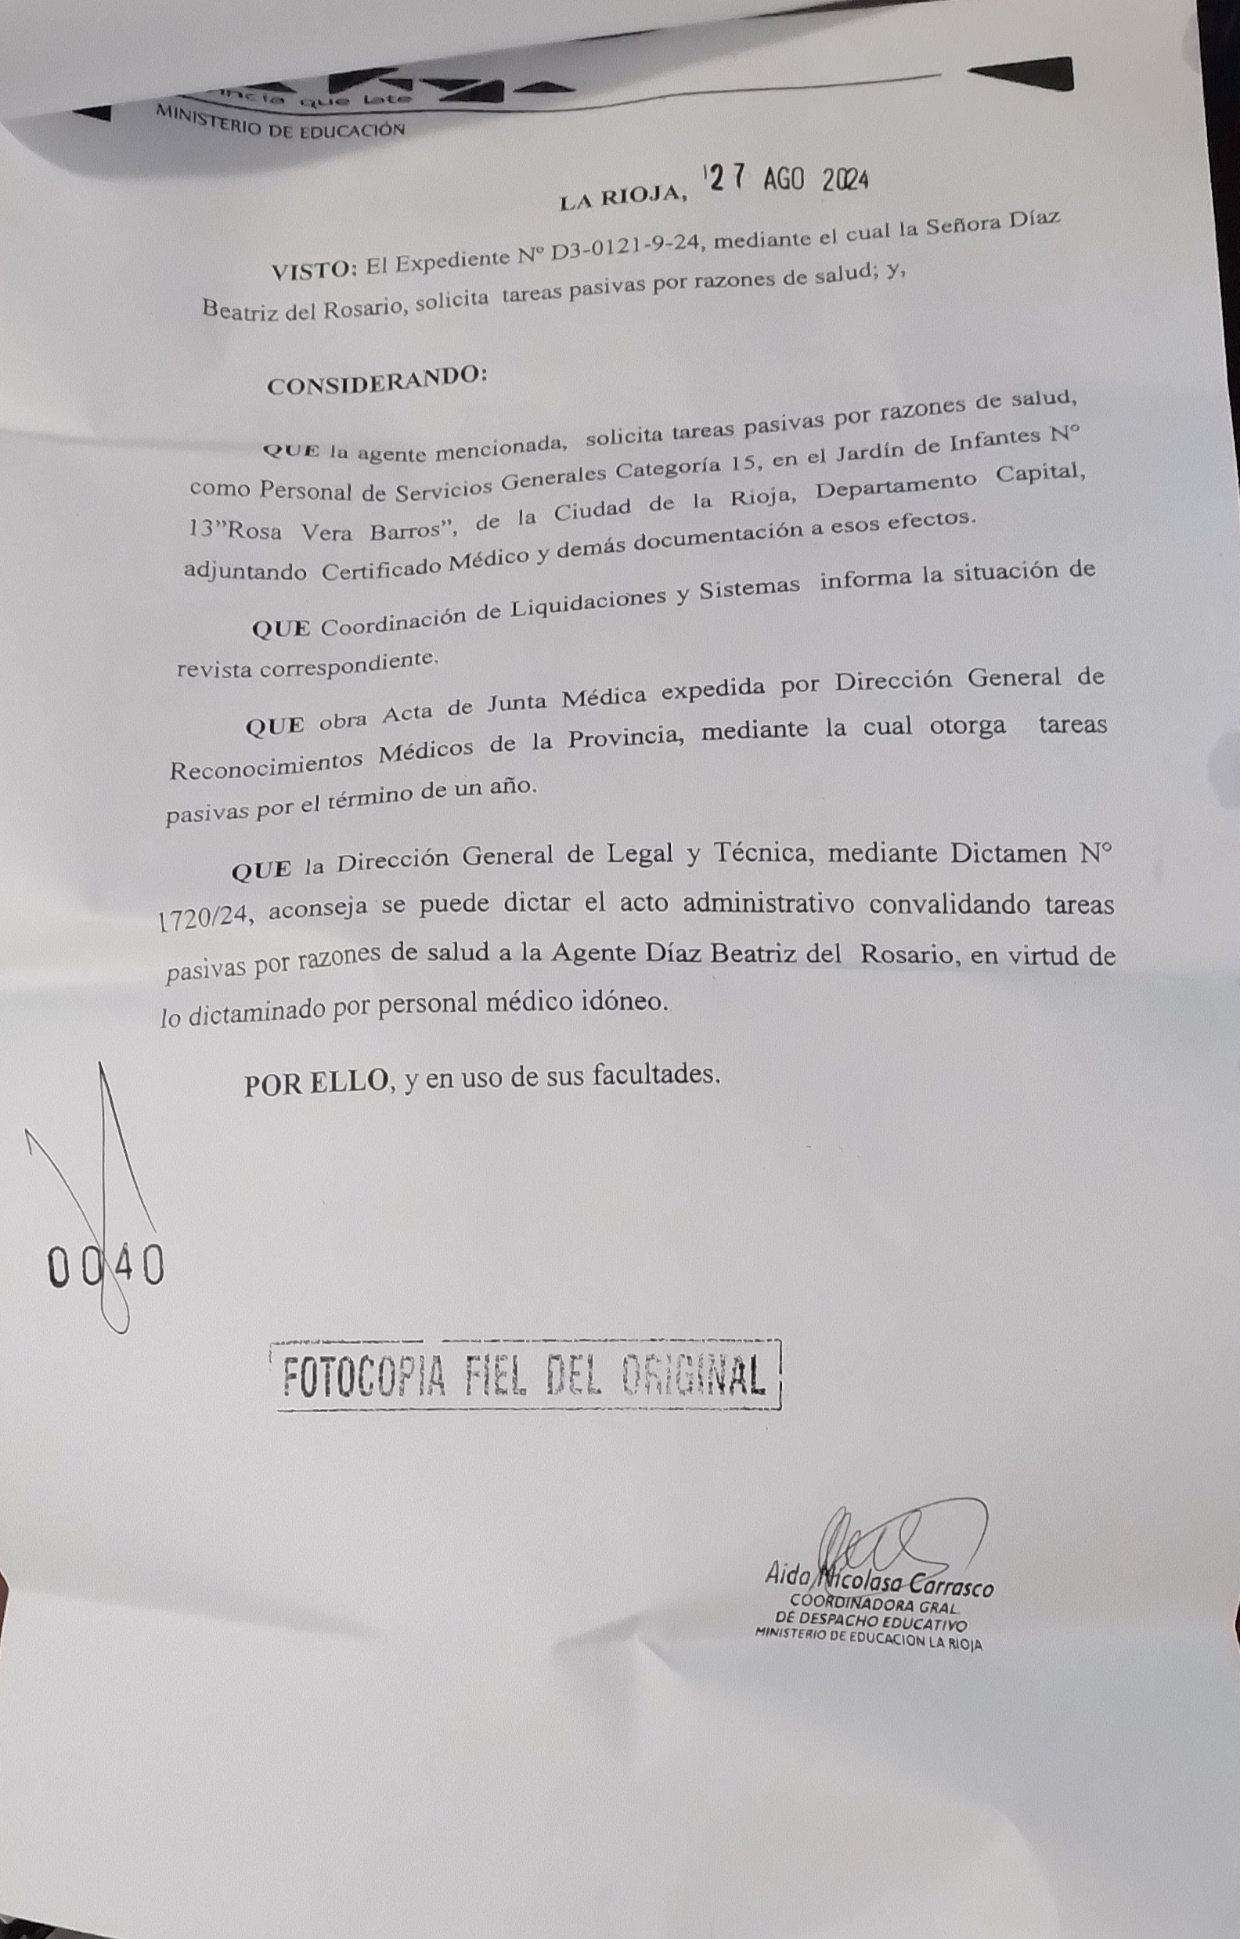 que late
MINISTERIO DE EDUCACIÓN
LA RIOJA, 27 AGO 2024
VISTO: El Expediente Nº D3-0121-9-24, mediante el cual la Señora Díaz
Beatriz del Rosario, solicita tareas pasivas por razones de salud; y,
CONSIDERANDO:
QUE la agente mencionada, solicita tareas pasivas por razones de salud,
como Personal de Servicios Generales Categoría 15, en el Jardín de Infantes Nº
13”Rosa Vera Barros”, de la Ciudad de la Rioja, Departamento Capital,
adjuntando Certificado Médico y demás documentación a esos efectos.
QUE Coordinación de Liquidaciones y Sistemas informa la situación de
revista correspondiente.
QUE obra Acta de Junta Médica expedida por Dirección General de
Reconocimientos Médicos de la Provincia, mediante la cual otorga tareas
pasivas por el término de un año.
QUE la Dirección General de Legal y Técnica, mediante Dictamen Nº
1720/24, aconseja se puede dictar el acto administrativo convalidando tareas
pasivas por razones de salud a la Agente Díaz Beatriz del Rosario, en virtud de
lo dictaminado por personal médico idóneo.
POR ELLO, y en uso de sus facultades.
0040
FOTOCOPIA FIEL DEL ORIGINAL
Aida Nicolasa Carrasco
COORDINADORA GRAL.
DE DESPACHO EDUCATIVO
MINISTERIO DE EDUCACION LA RIOJA